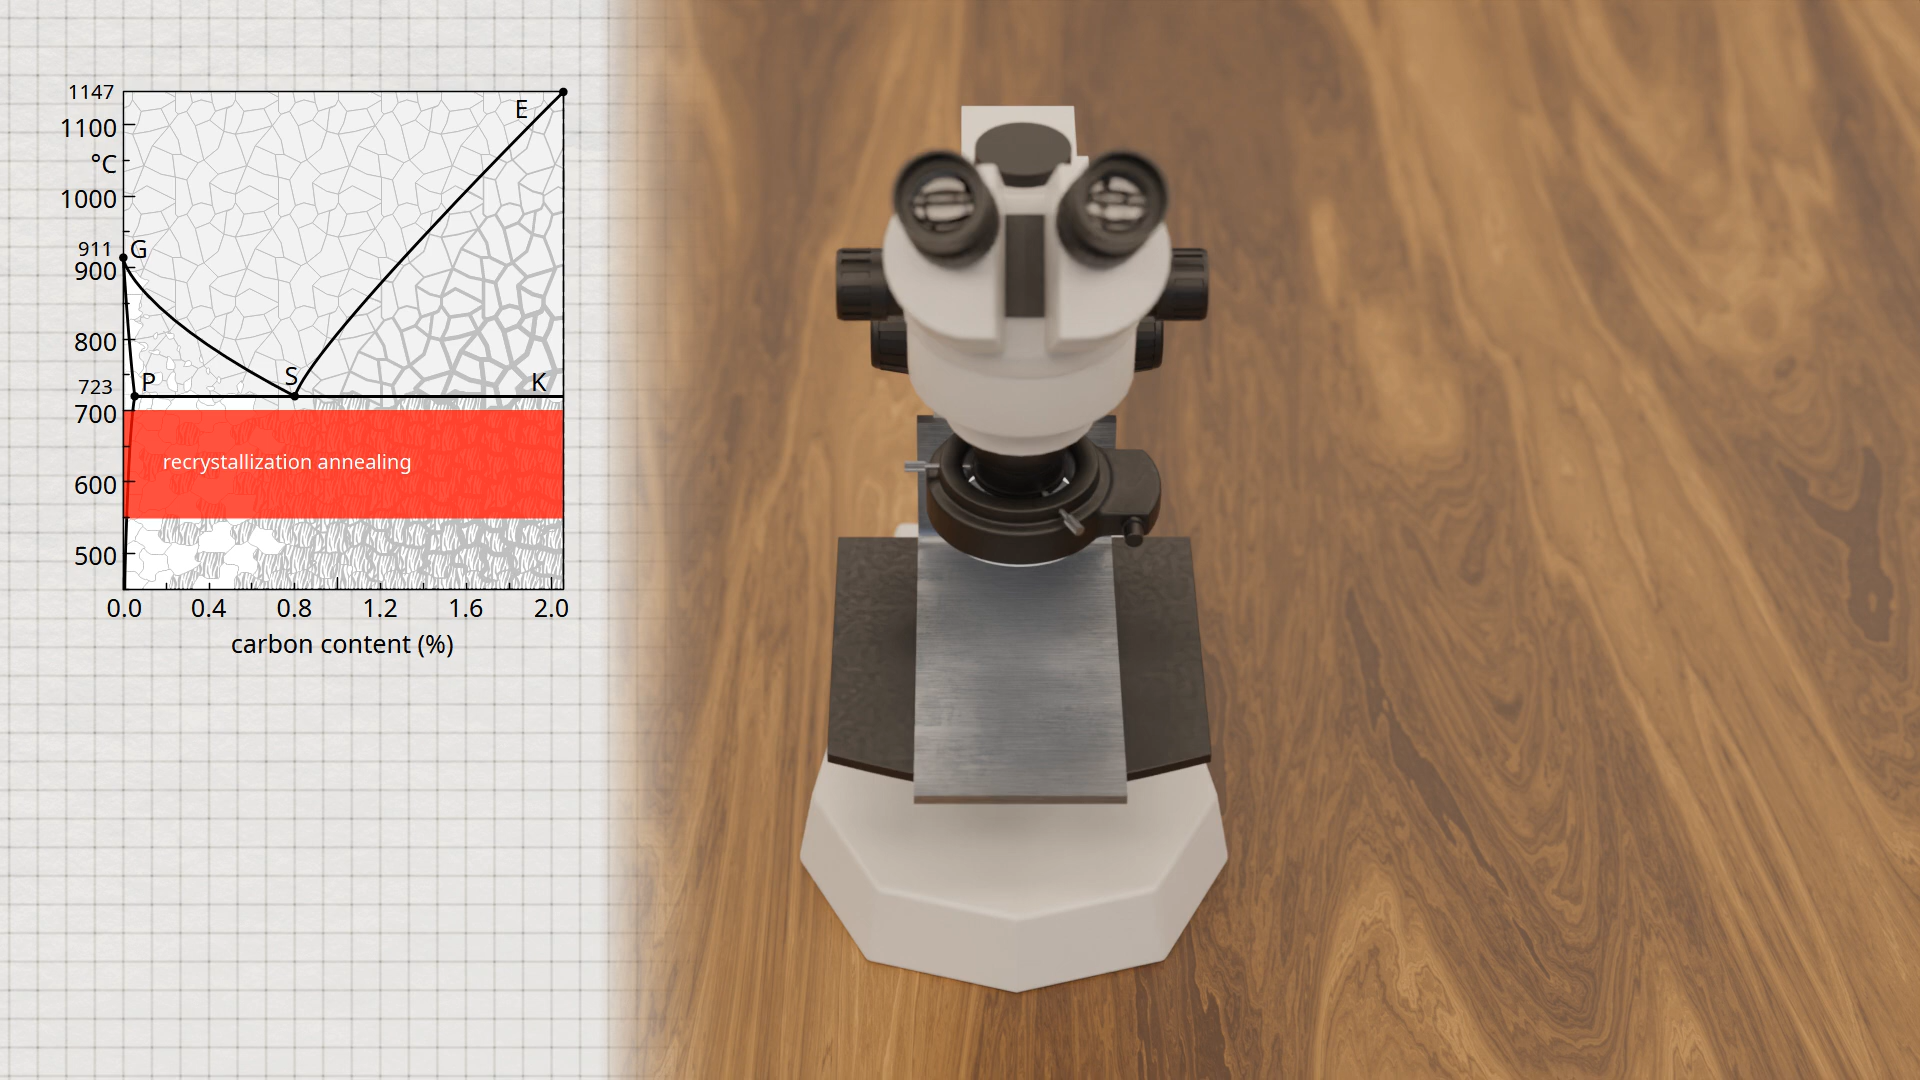 1147
E
1100
°C
1000
911
G
900
800
S
723
P
K
700
recrystallization annealing
600
500
0.0 0.4 0.8 1.2 1.6 2.0
carbon content (%)